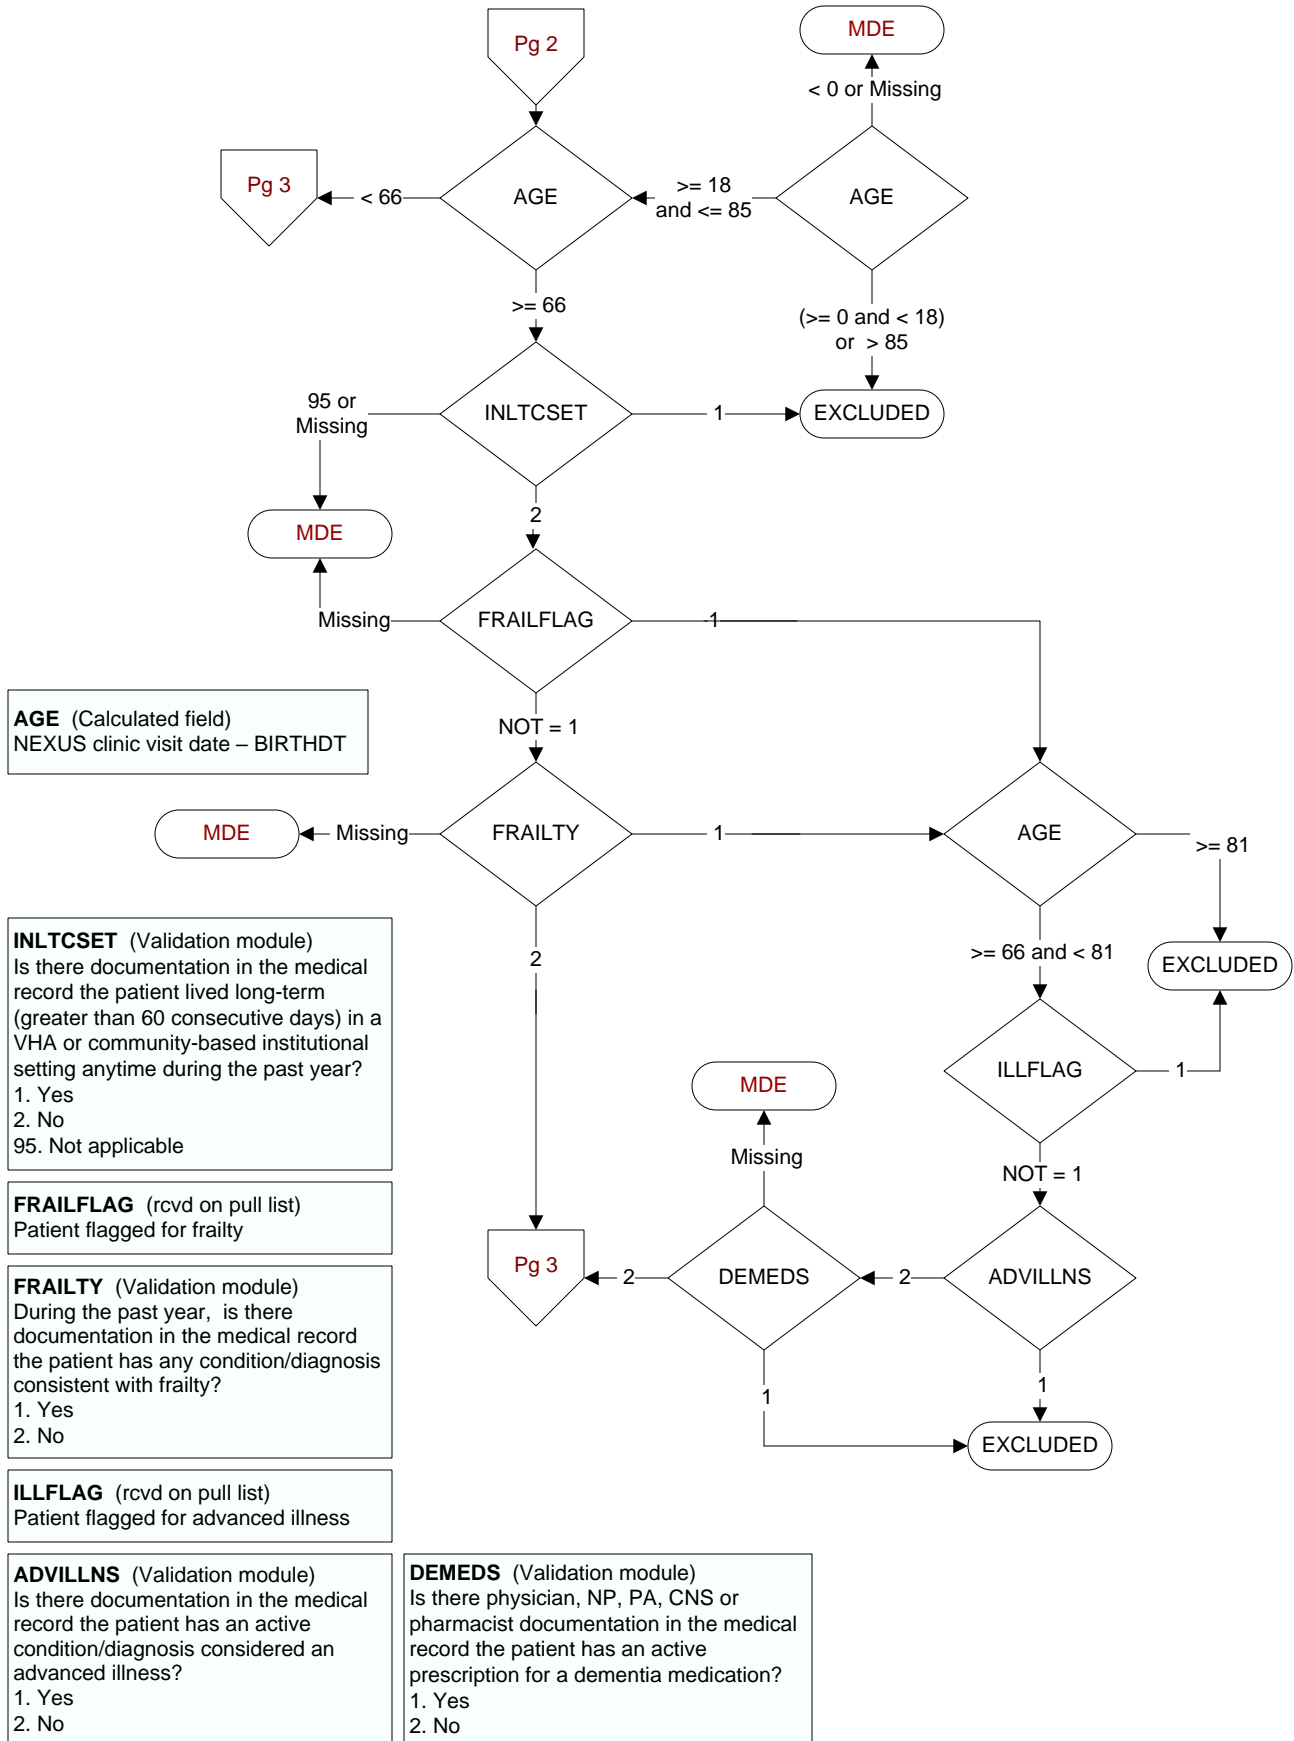 Pg 2
MDE
< 0 or Missing
Pg 3
< 66
AGE
>= 18
and <= 85
AGE
>= 66
(>= 0 and < 18)
or > 85
95 or
Missing
INLTCSET
1
EXCLUDED
2
MDE
Missing
FRAILFLAG
1
NOT = 1
AGE (Calculated field)
NEXUS clinic visit date – BIRTHDT
MDE
Missing
FRAILTY
1
AGE
>= 81
2
>= 66 and < 81
EXCLUDED
INLTCSET (Validation module)
Is there documentation in the medical
record the patient lived long-term
(greater than 60 consecutive days) in a
VHA or community-based institutional
setting anytime during the past year?
1. Yes
2. No
95. Not applicable
ILLFLAG
1
MDE
Missing
NOT = 1
FRAILFLAG (rcvd on pull list)
Patient flagged for frailty
Pg 3
2
DEMEDS
2
ADVILLNS
FRAILTY (Validation module)
During the past year, is there
documentation in the medical record
the patient has any condition/diagnosis
consistent with frailty?
1. Yes
2. No
1
1
EXCLUDED
ILLFLAG (rcvd on pull list)
Patient flagged for advanced illness
ADVILLNS (Validation module)
Is there documentation in the medical
record the patient has an active
condition/diagnosis considered an
advanced illness?
1. Yes
2. No
DEMEDS (Validation module)
Is there physician, NP, PA, CNS or
pharmacist documentation in the medical
record the patient has an active
prescription for a dementia medication?
1. Yes
2. No